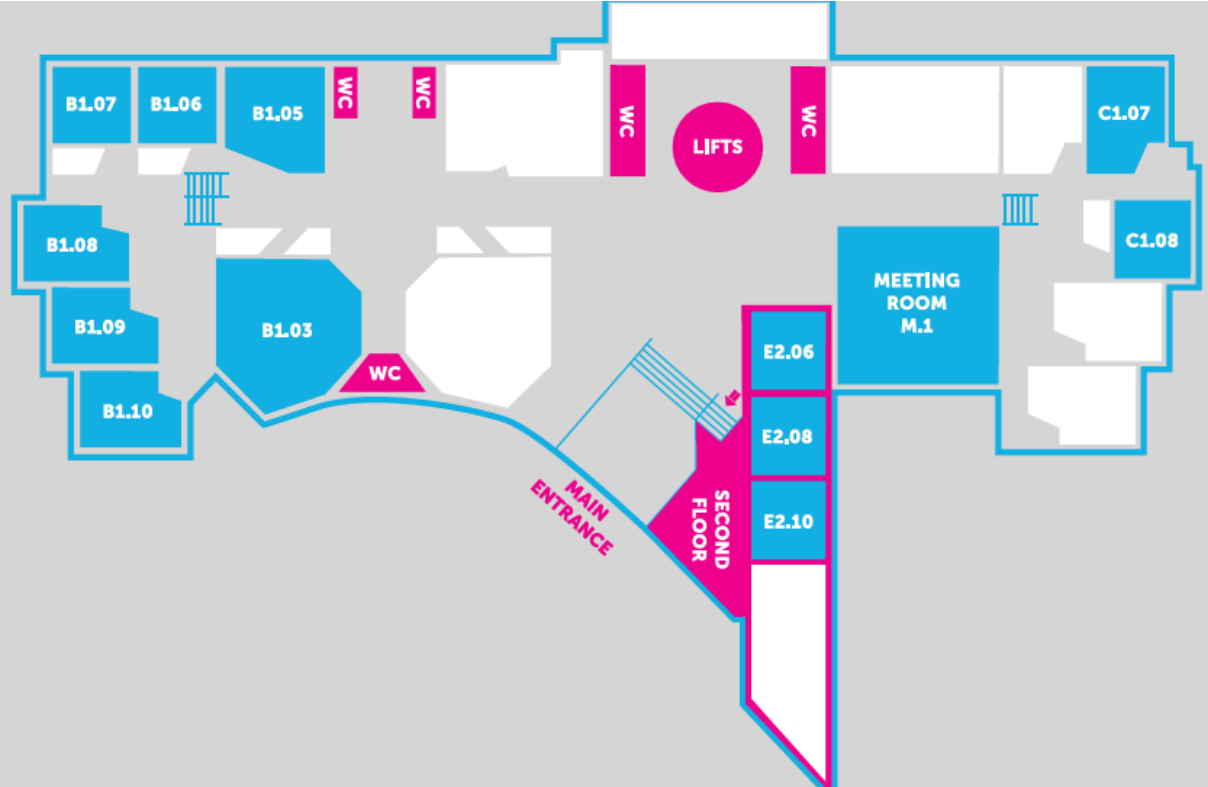 B1.07
B1.06
B1.05
WC
WC
WC
LIFTS
WC
C1.07
B1.08
C1.08
B1.09
B1.03
MEETING
ROOM
M.1
E2.06
WC
B1.10
E2.08
MAIN
ENTRANCE
SECOND
FLOOR
E2.10